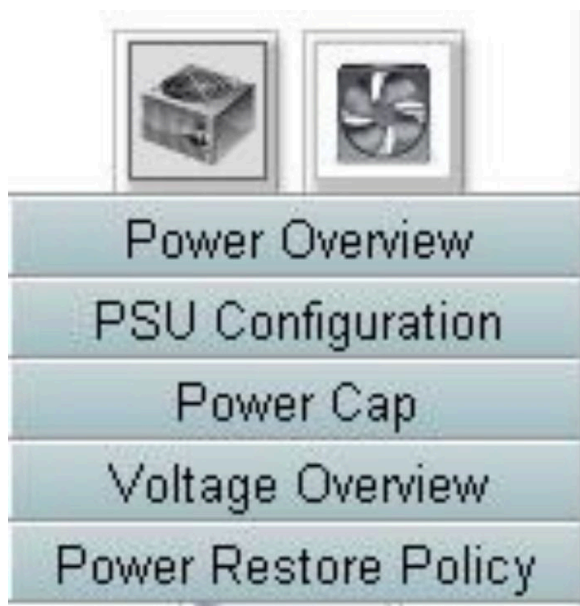 Power Overview
PSU Configuration
Power Cap
Voltage Overview
Power Restore Policy